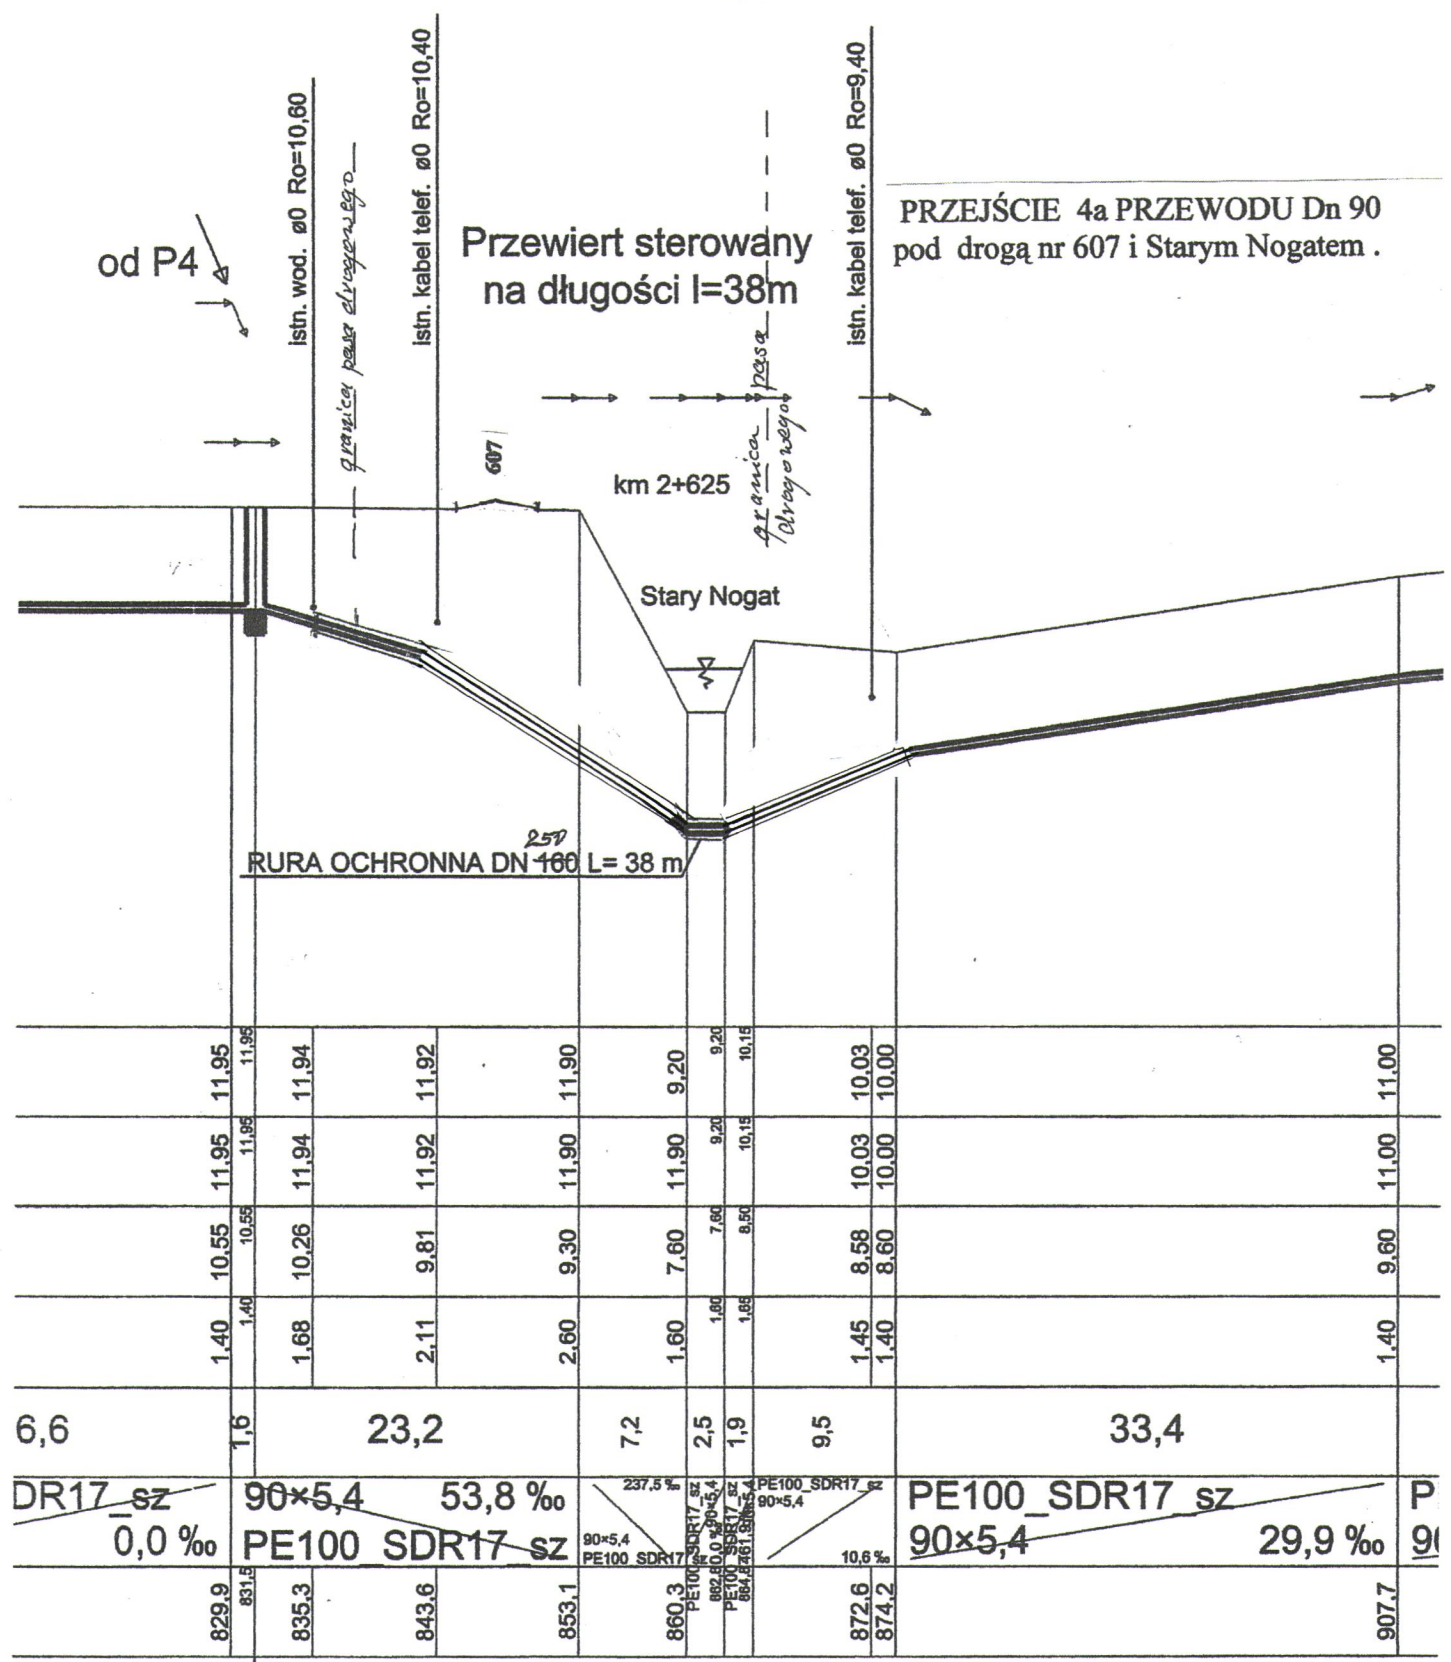 istn. wod. ø0 Ro=10,60
granica pasa drogowego
istn. kabel telef. ø0 Ro=10,40
istn. kabel telef. ø0 Ro=9,40
PRZEJŚCIE 4a PRZEWODU Dn 90
pod drogą nr 607 i Starym Nogatem .
od P4
Przewiert sterowany
na długości l=38m
607
km 2+625
granica pasa
drogowego
Stary Nogat
250
RURA OCHRONNA DN 160 L= 38 m
11,95 11,95 11,94 11,92 11,90 9,20 9,20 10,15 10,03 10,00 11,00
11,95 11,95 11,94 11,92 11,90 11,90 9,20 10,15 10,03 10,00 11,00
10,55 10,55 10,26 9,81 9,30 7,60 7,60 8,50 8,58 8,60 9,60
1,40 1,40 1,68 2,11 2,60 1,60 1,60 1,65 1,45 1,40 1,40
6,6 1,6 23,2 7,2 2,5 1,9 9,5 33,4
DR17_sz
0,0 ‰
90×5,4 53,8 ‰
PE100_SDR17_sz
237,5 ‰
90×5,4
PE100_SDR17_sz
PE100_SDR17_sz
0,0 ‰ 90×5,4
PE100_SDR17_sz
PE100_SDR17_sz
90×5,4
10,6 ‰
PE100_SDR17_sz
90×5,4 29,9 ‰
P
90
829,9 831,5 835,3 843,6 853,1 860,3 862,8 872,6 874,2 907,7